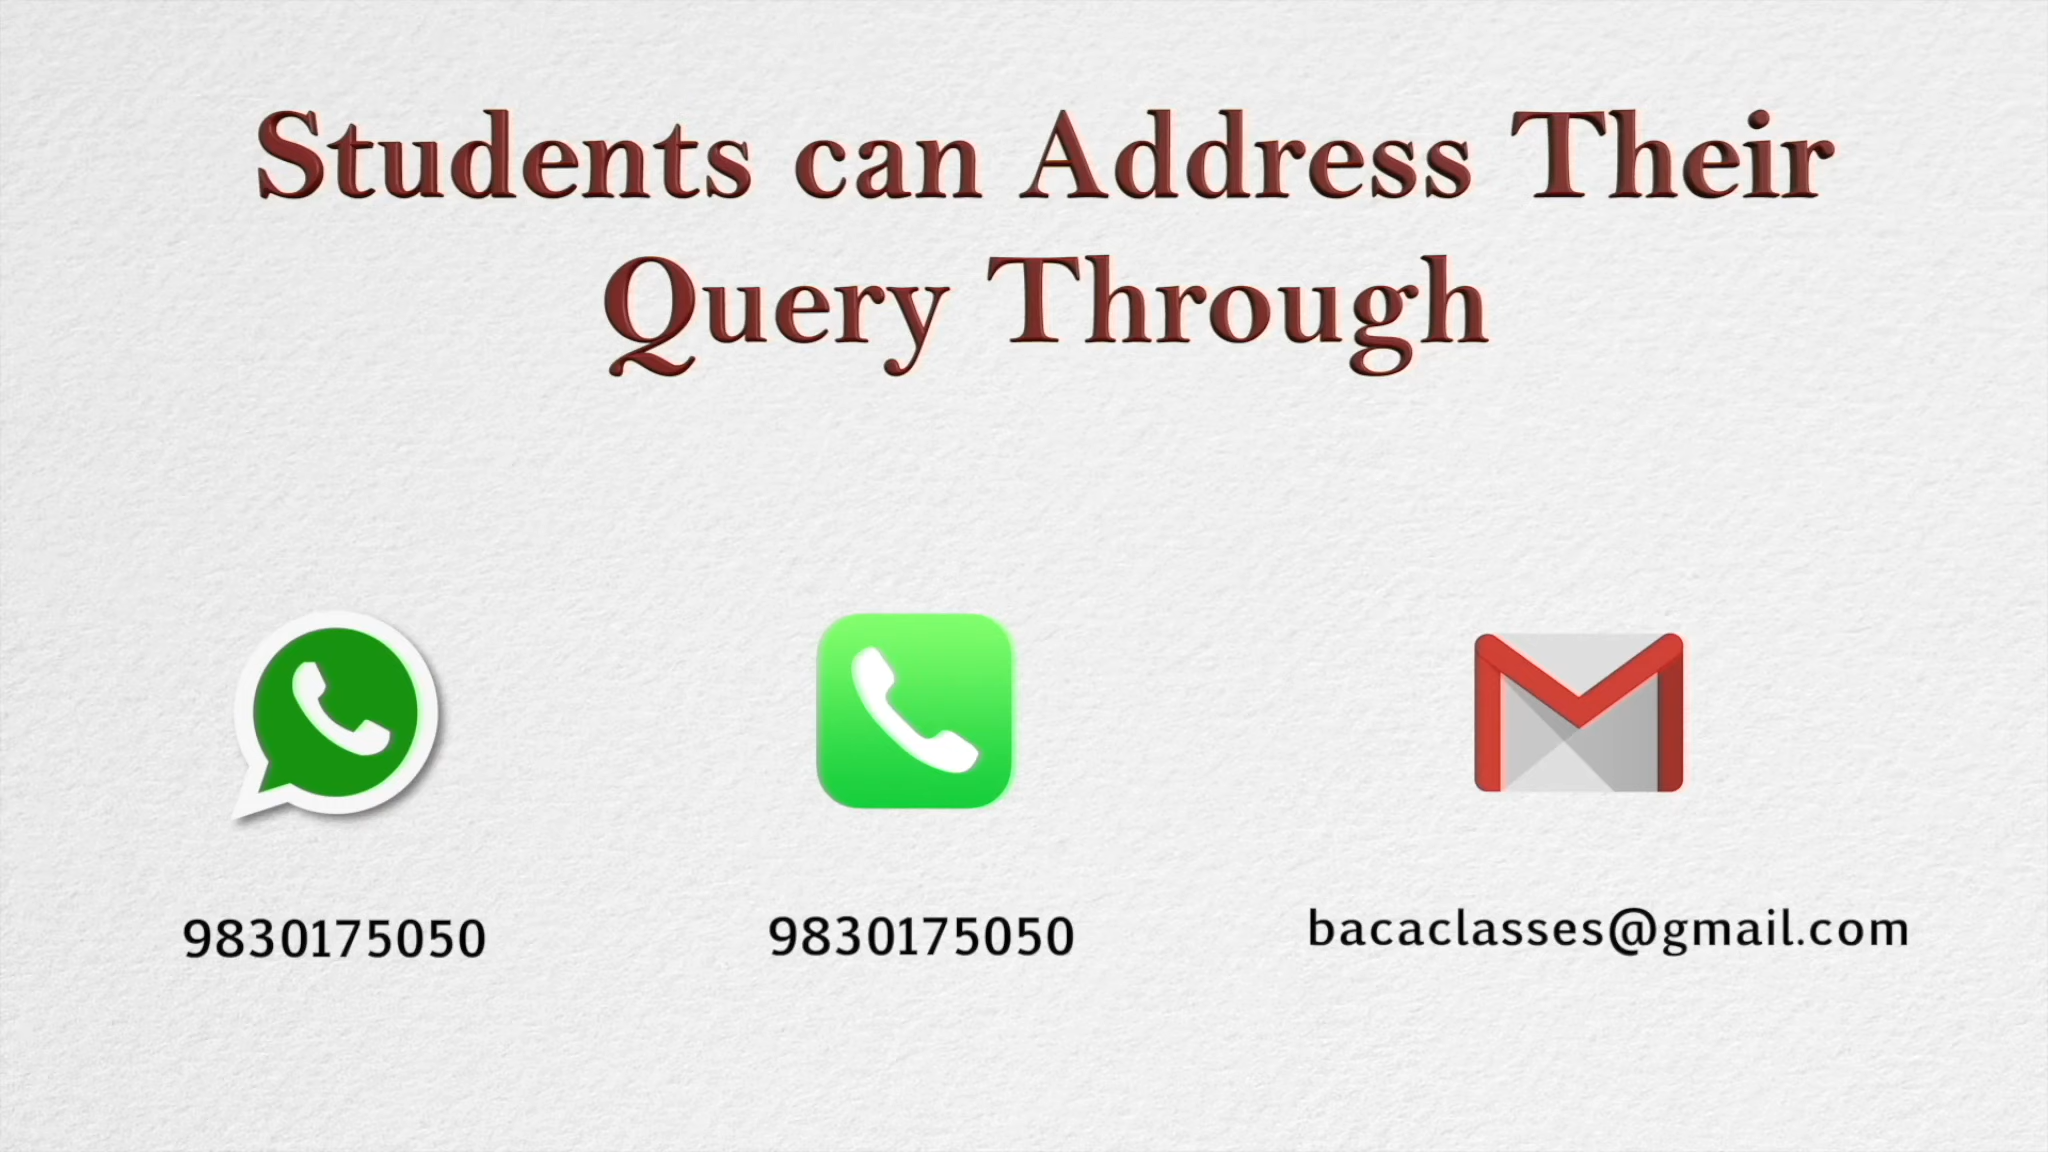 Students can Address Their
Query Through
9830175050
9830175050
bacaclasses@gmail.com